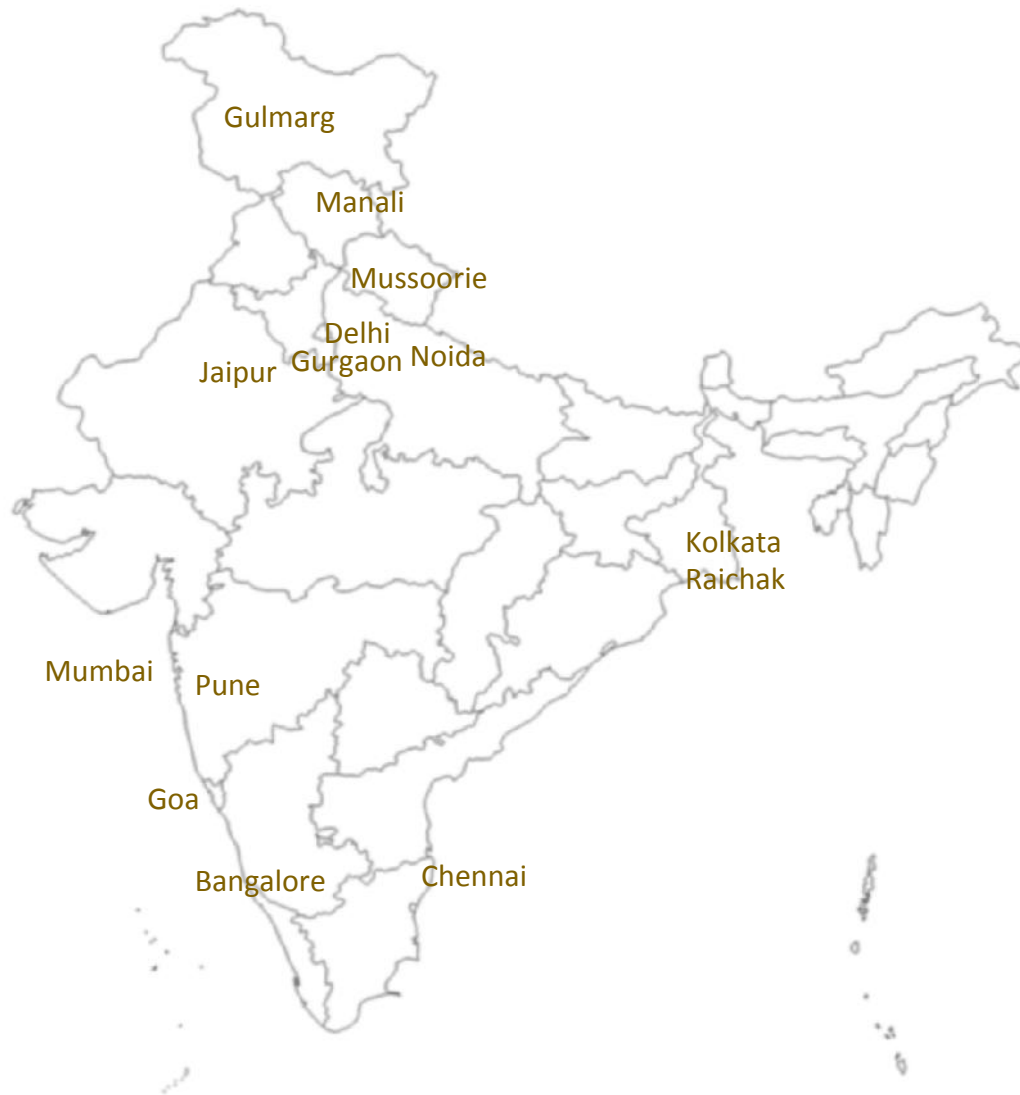 Gulmarg
Manali
Mussoorie
Delhi
Gurgaon Noida
Jaipur
Kolkata
Raichak
Mumbai
Pune
Goa
Bangalore
Chennai